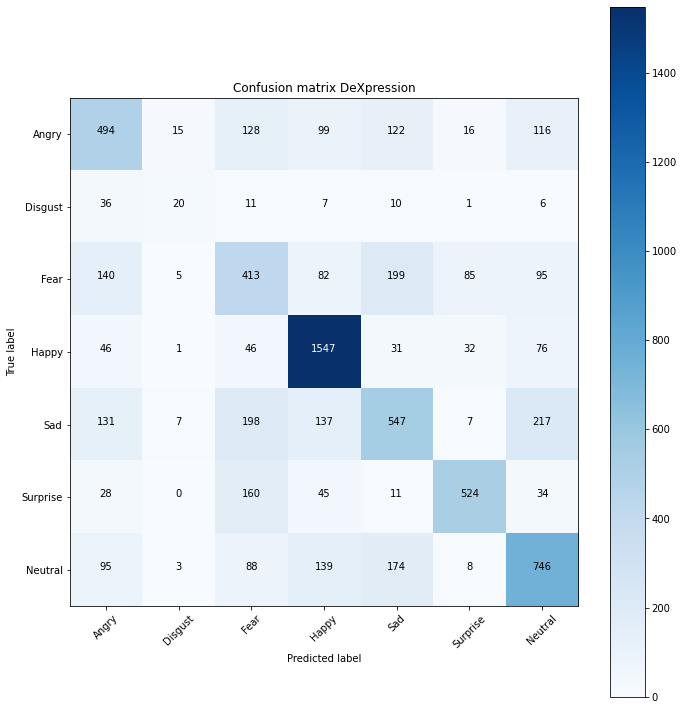 Confusion matrix DeXpression
True label
Angry 494 15 128 99 122 16 116
Disgust 36 20 11 7 10 1 6
Fear 140 5 413 82 199 85 95
Happy 46 1 46 1547 31 32 76
Sad 131 7 198 137 547 7 217
Surprise 28 0 160 45 11 524 34
Neutral 95 3 88 139 174 8 746
Angry Disgust Fear Happy Sad Surprise Neutral
Predicted label
1400
1200
1000
800
600
400
200
0